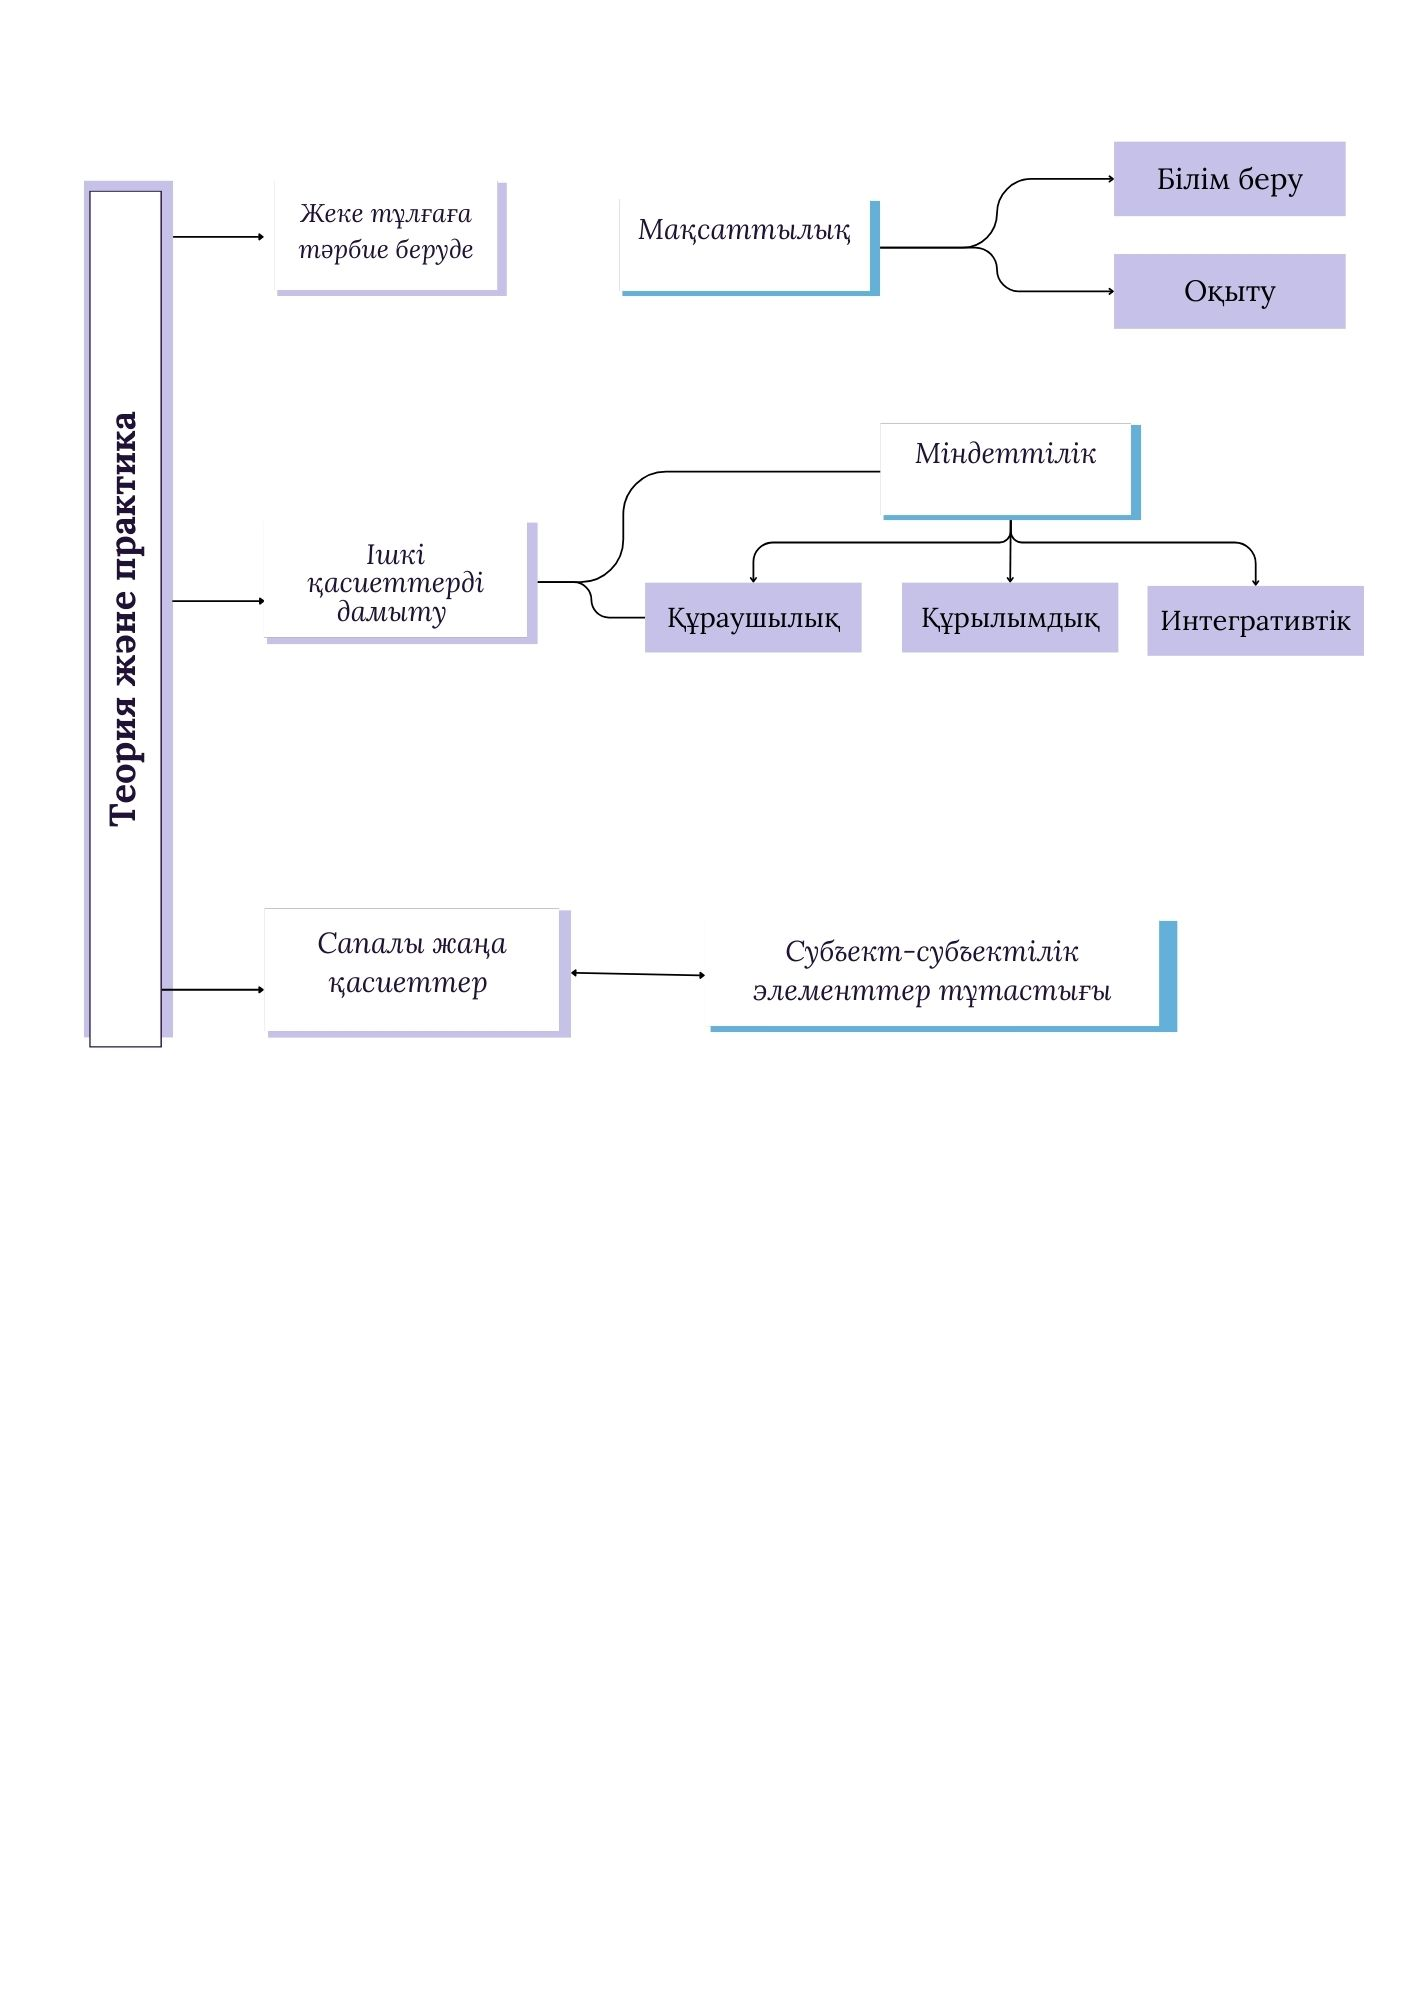 Теория және практика
Жеке тұлғаға
тәрбие беруде
Мақсаттылық
Білім беру
Оқыту
Ішкі
қасиеттерді
дамыту
Міндеттілік
Құраушылық
Құрылымдық
Интегративтік
Сапалы жаңа
қасиеттер
Субъект-субъектілік
элементтер тұтастығы